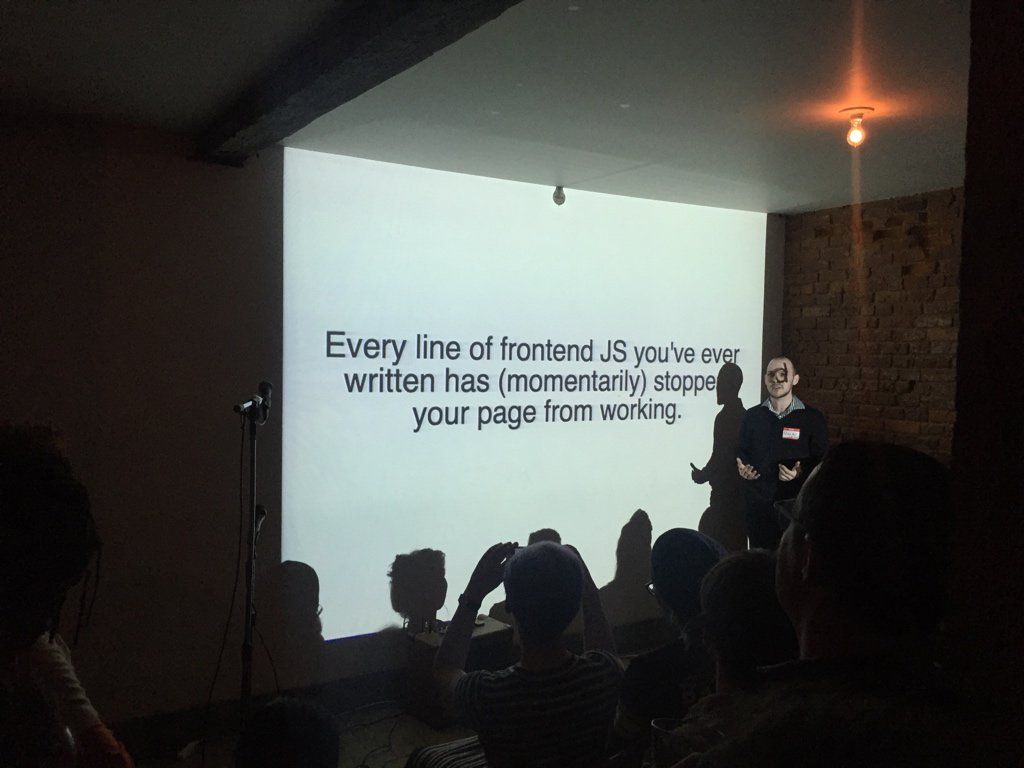 Every line of frontend JS you've ever
written has (momentarily) stoppe
your page from working.